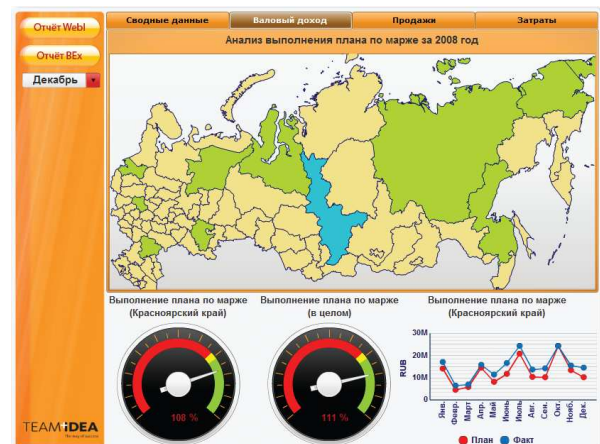 Отчёт WebI
Отчёт BEx
Декабрь
Сводные данные
Валовый доход
Продажи
Затраты
Анализ выполнения плана по марже за 2008 год
Выполнение плана по марже
(Красноярский край)
108 %
Выполнение плана по марже
(в целом)
111 %
Выполнение плана по марже
(Красноярский край)
RUB
30M
20M
10M
0
Янв.
Февр.
Март
Апр.
Май
Июнь
Июль
Авг.
Сен.
Окт.
Нояб.
Дек.
План
Факт
TEAM IDEA